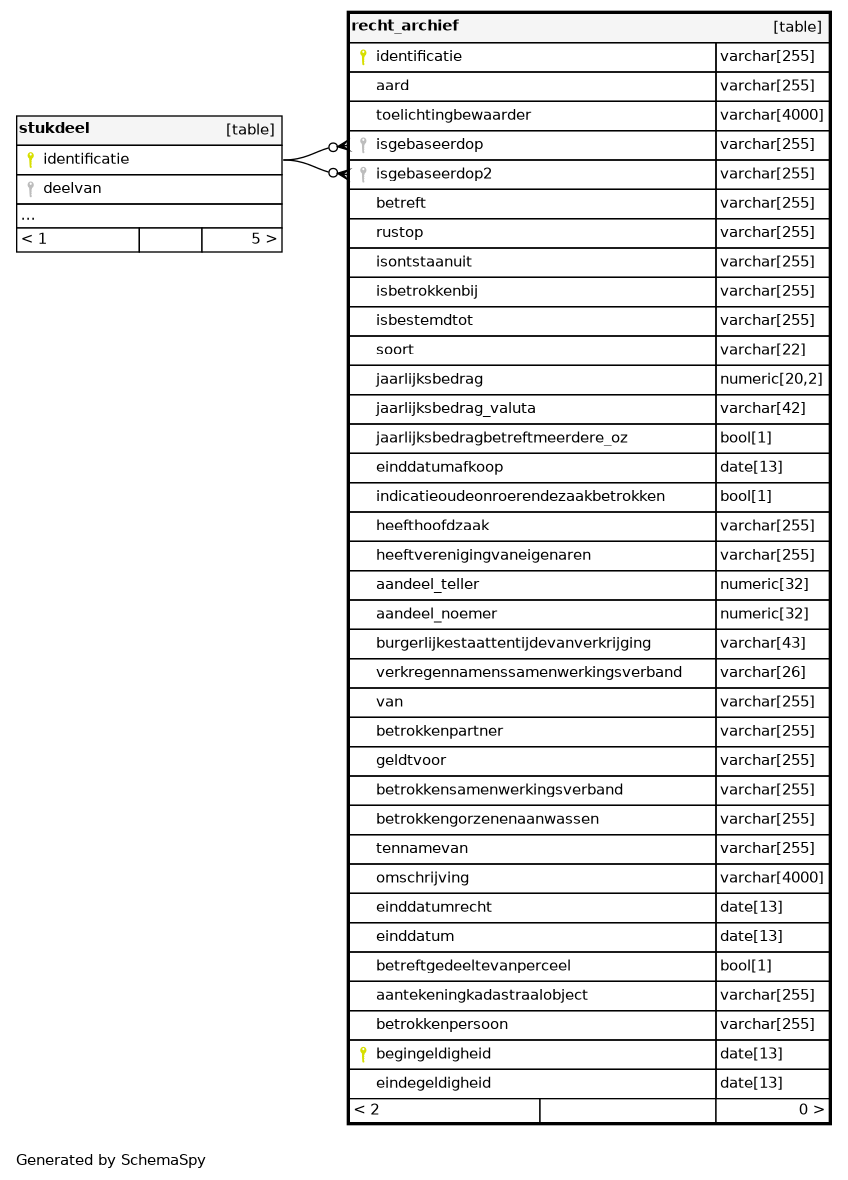 stukdeel [table]
identificatie
deelvan
...
< 1 5 >
recht_archief [table]
identificatie varchar[255]
aard varchar[255]
toelichtingbewaarder varchar[4000]
isgebaseerdop varchar[255]
isgebaseerdop2 varchar[255]
betreft varchar[255]
rustop varchar[255]
isontstaanuit varchar[255]
isbetrokkenbij varchar[255]
isbestemdtot varchar[255]
soort varchar[22]
jaarlijksbedrag numeric[20,2]
jaarlijksbedrag_valuta varchar[42]
jaarlijksbedragbetreftmeerdere_oz bool[1]
einddatumafkoop date[13]
indicatieoudeonroerendezaakbetrokken bool[1]
heefthoofdzaak varchar[255]
heeftverenigingvaneigenaren varchar[255]
aandeel_teller numeric[32]
aandeel_noemer numeric[32]
burgerlijkestaattentijdevanverkrijging varchar[43]
verkregennamenssamenwerkingsverband varchar[26]
van varchar[255]
betrokkenpartner varchar[255]
geldtvoor varchar[255]
betrokkensamenwerkingsverband varchar[255]
betrokkengorzenenaanwassen varchar[255]
tennamevan varchar[255]
omschrijving varchar[4000]
einddatumrecht date[13]
einddatum date[13]
betreftgedeeltevanperceel bool[1]
aantekeningkadastraalobject varchar[255]
betrokkenpersoon varchar[255]
begingeldigheid date[13]
eindegeldigheid date[13]
< 2 0 >
Generated by SchemaSpy